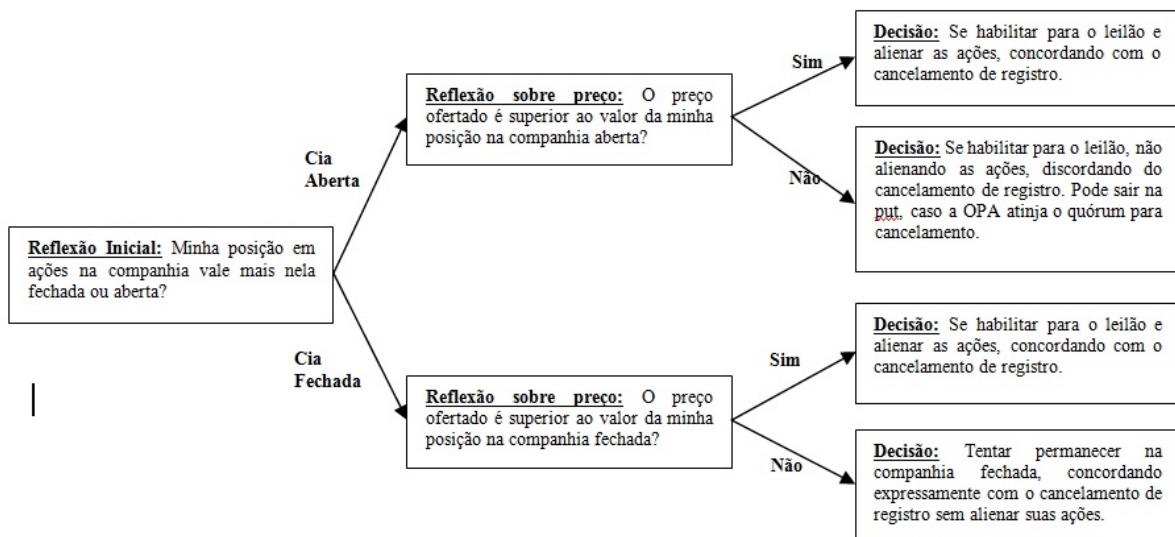 Reflexão Inicial: Minha posição em
ações na companhia vale mais nela
fechada ou aberta?
Cia
Aberta
Cia
Fechada
Reflexão sobre preço: O preço
ofertado é superior ao valor da minha
posição na companhia aberta?
Reflexão sobre preço: O preço
ofertado é superior ao valor da minha
posição na companhia fechada?
Sim
Não
Sim
Não
Decisão: Se habilitar para o leilão e
alienar as ações, concordando com o
cancelamento de registro.
Decisão: Se habilitar para o leilão, não
alienando as ações, discordando do
cancelamento de registro. Pode sair na
put, caso a OPA atinja o quórum para
cancelamento.
Decisão: Se habilitar para o leilão e
alienar as ações, concordando com o
cancelamento de registro.
Decisão: Tentar permanecer na
companhia fechada, concordando
expressamente com o cancelamento de
registro sem alienar suas ações.